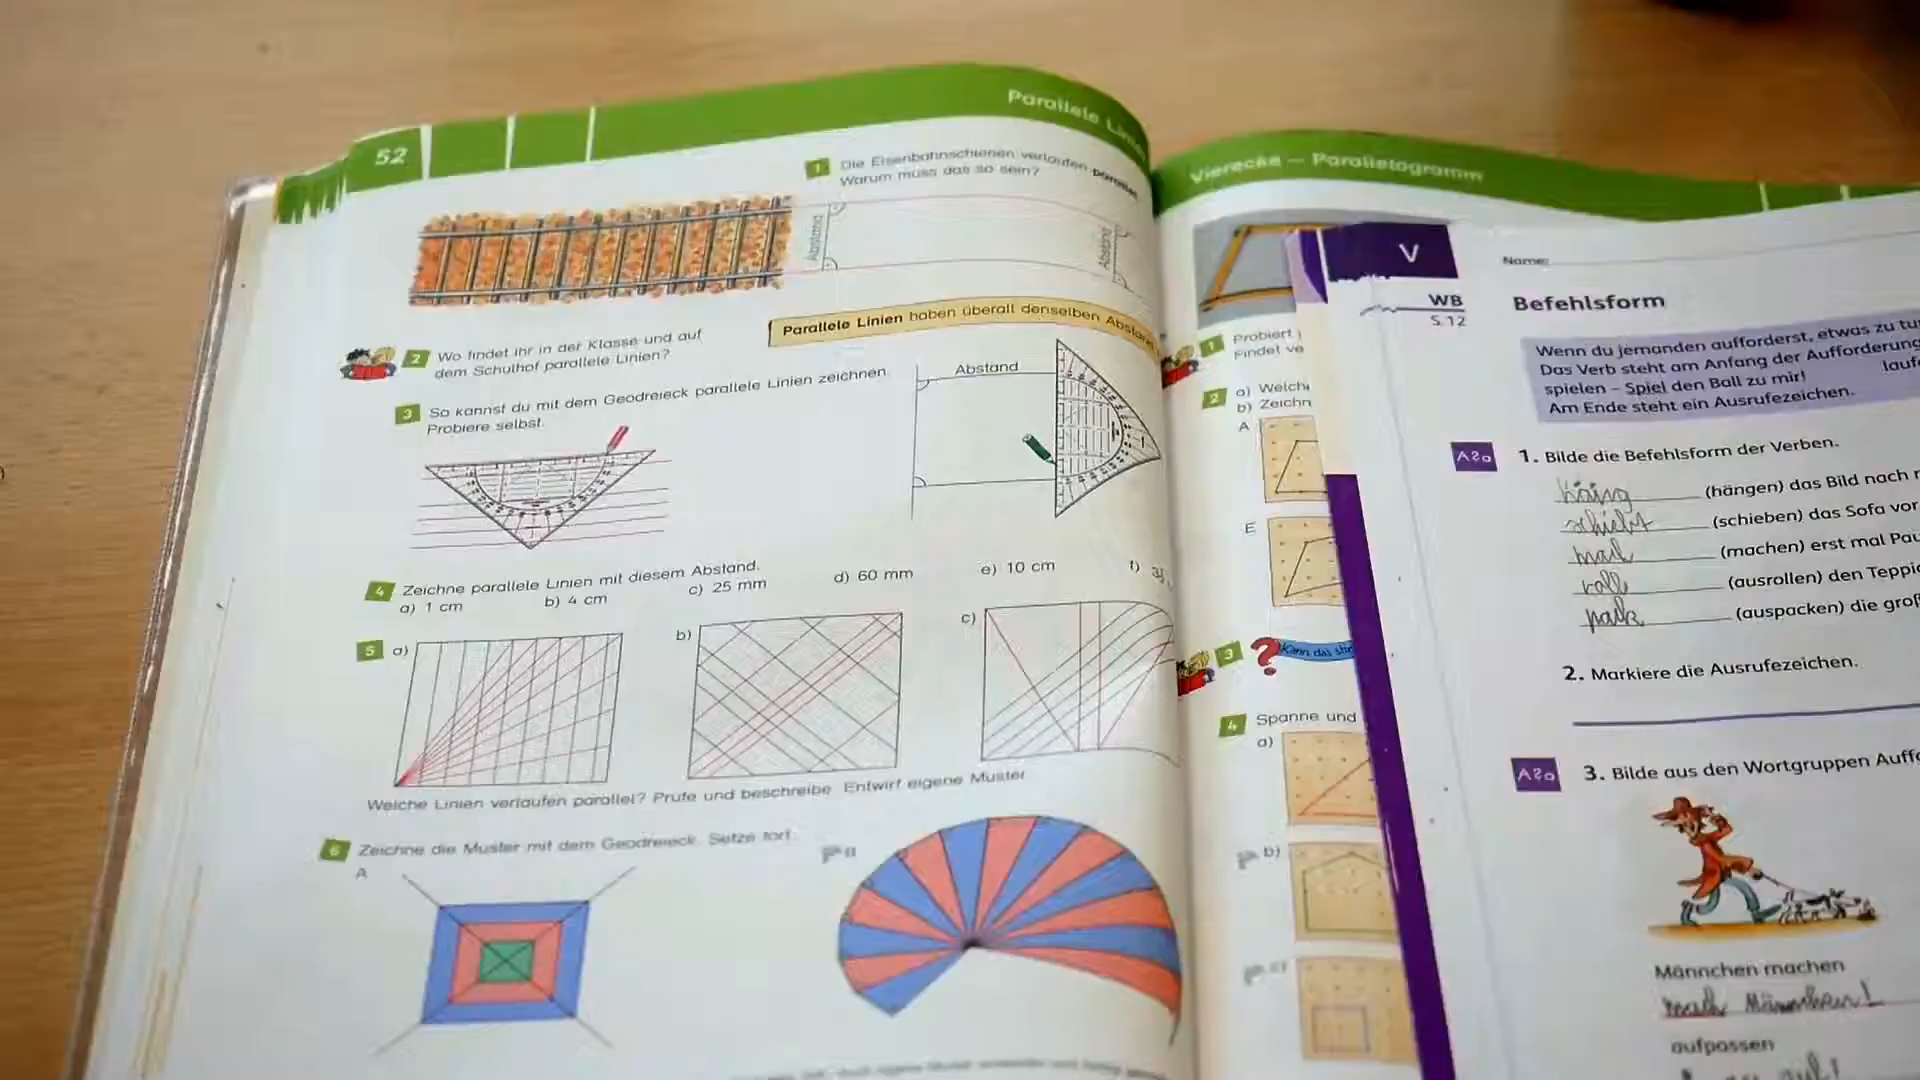 52
Parallele
1 Die Eisenbahnschienen verlaufen parallel
Warum muss das so sein?
Abstand
Abstand
Parallele Linien haben überall denselben Abstand
2 Wo findet ihr in der Klasse und auf
dem Schulhof parallele Linien?
3 So kannst du mit dem Geodreieck parallele Linien zeichnen.
Probiere selbst.
Abstand
4 Zeichne parallele Linien mit diesem Abstand.
a) 1 cm b) 4 cm c) 25 mm d) 60 mm e) 10 cm f)
5 a) b) c)
Welche Linien verlaufen parallel? Prüfe und beschreibe. Entwirf eigene Muster
6 Zeichne die Muster mit dem Geodreieck. Setze fort.
A
Vierecke – Parallelogramm
1 Probiert
Findet
2 a)
b)
A
E
3 ? Kann das
4 Spanne und
a)
b)
V
Name:
WB
S.12
Befehlsform
Wenn du jemanden aufforderst, etwas zu
Das Verb steht am Anfang der Aufforderung
spielen – Spiel den Ball zu mir!
Am Ende steht ein Ausrufezeichen.
A2a 1. Bilde die Befehlsform der Verben.
(hängen) das Bild nach
(schieben) das Sofa vor
(machen) erst mal
roll (ausrollen) den
pack (auspacken) die
2. Markiere die Ausrufezeichen.
A2a 3. Bilde aus den Wortgruppen
Männchen machen
mach Männchen!
aufpassen